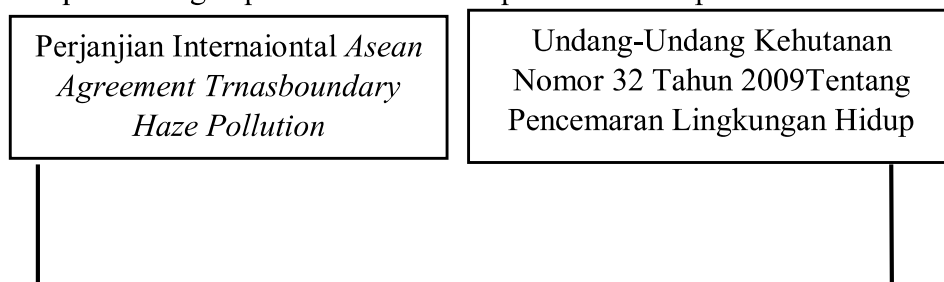 Perjanjian Internaiontal Asean
Agreement Trnasboundary
Haze Pollution
Undang-Undang Kehutanan
Nomor 32 Tahun 2009Tentang
Pencemaran Lingkungan Hidup